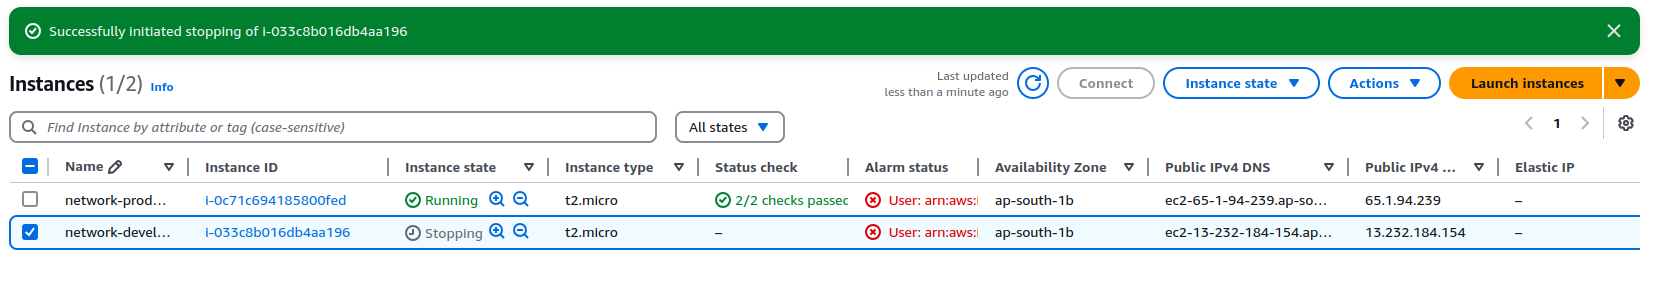 Successfully initiated stopping of i-033c8b016db4aa196
Instances (1/2) Info
Last updated
less than a minute ago
Connect
Instance state
Actions
Launch instances
Find Instance by attribute or tag (case-sensitive)
All states
1
Name Instance ID Instance state Instance type Status check Alarm status Availability Zone Public IPv4 DNS Public IPv4 ... Elastic IP
network-prod... i-0c71c694185800fed Running t2.micro 2/2 checks passec User: arn:aws: ap-south-1b ec2-65-1-94-239.ap-so... 65.1.94.239 –
network-devel... i-033c8b016db4aa196 Stopping t2.micro – User: arn:aws: ap-south-1b ec2-13-232-184-154.ap... 13.232.184.154 –